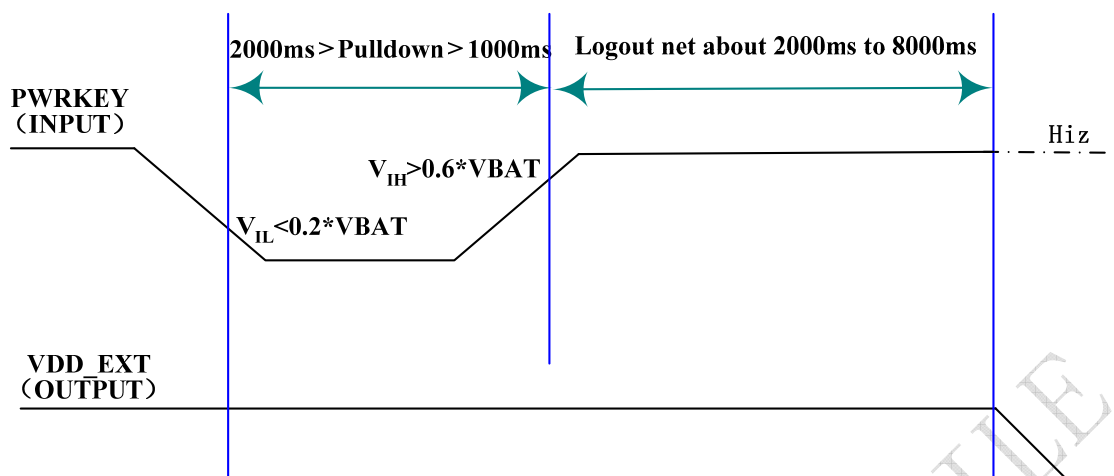 2000ms>Pulldown>1000ms
Logout net about 2000ms to 8000ms
PWRKEY
（INPUT）
Hiz
VIH>0.6*VBAT
VIL<0.2*VBAT
VDD_EXT
（OUTPUT）